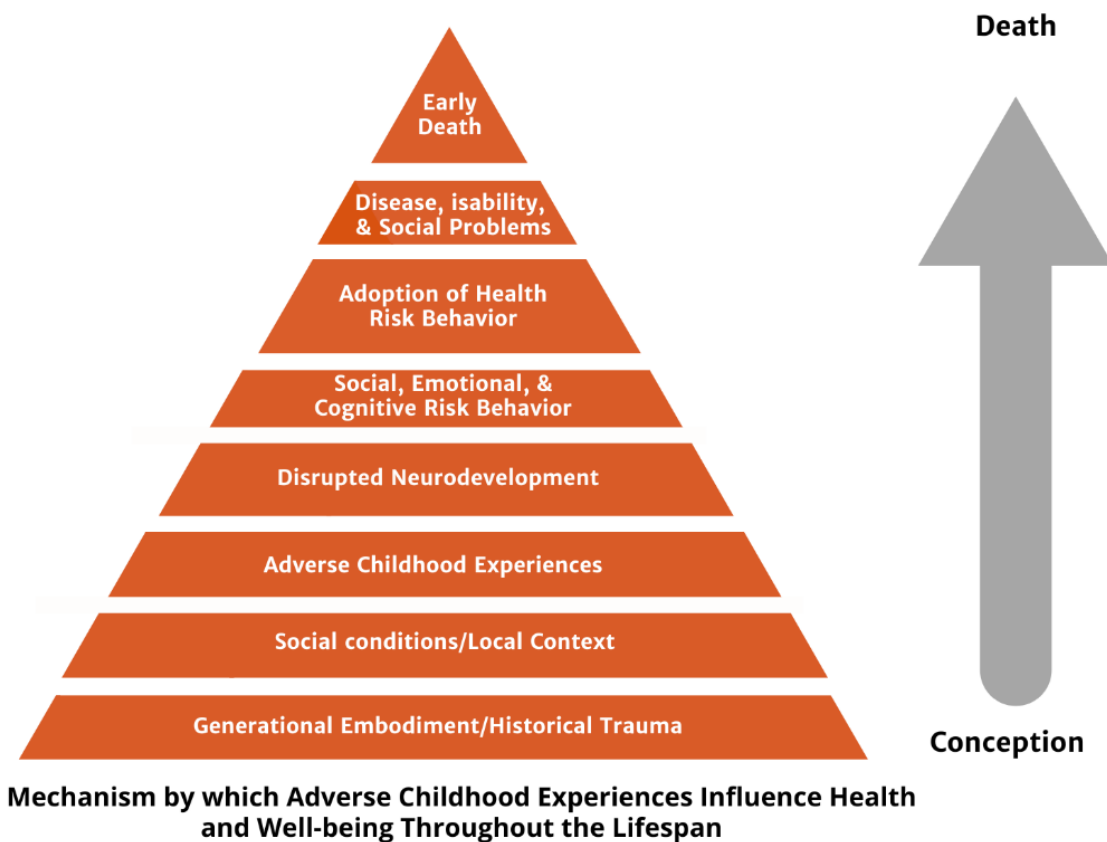 Death
Early
Death
Disease, isability,
& Social Problems
Adoption of Health
Risk Behavior
Social, Emotional, &
Cognitive Risk Behavior
Disrupted Neurodevelopment
Adverse Childhood Experiences
Social conditions/Local Context
Generational Embodiment/Historical Trauma
Conception
Mechanism by which Adverse Childhood Experiences Influence Health
and Well-being Throughout the Lifespan